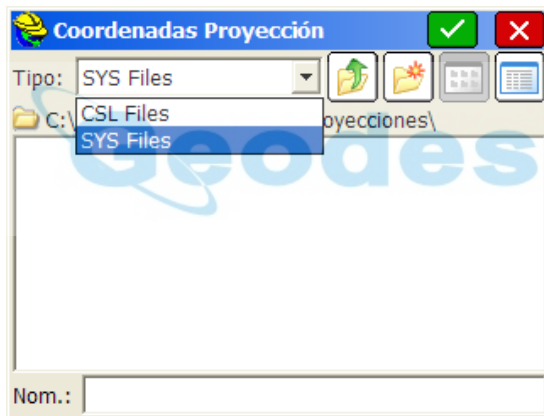 Coordenadas Proyección
Tipo: SYS Files
C:\ oyecciones\
CSL Files
SYS Files
Geodes
Nom.: